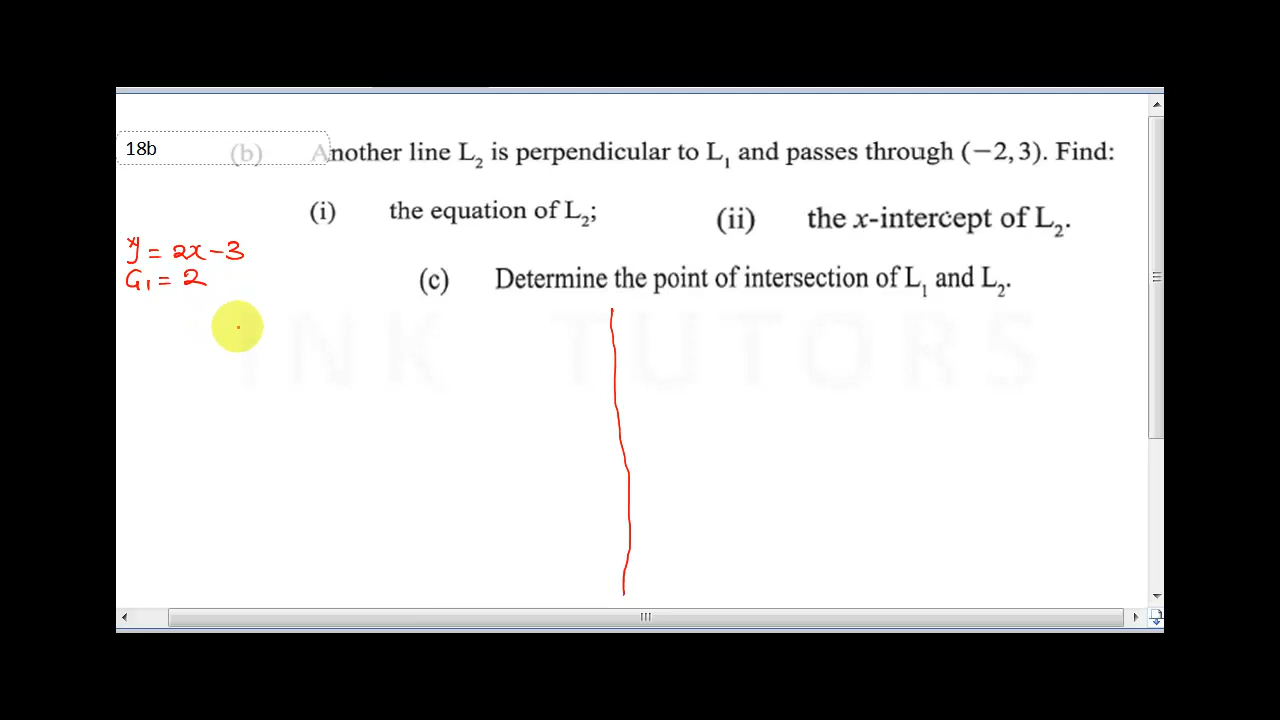 18b (b) Another line L₂ is perpendicular to L₁ and passes through (−2, 3). Find:
(i) the equation of L₂; (ii) the x-intercept of L₂.
y = 2x − 3
G₁ = 2
(c) Determine the point of intersection of L₁ and L₂.
INK TUTORS